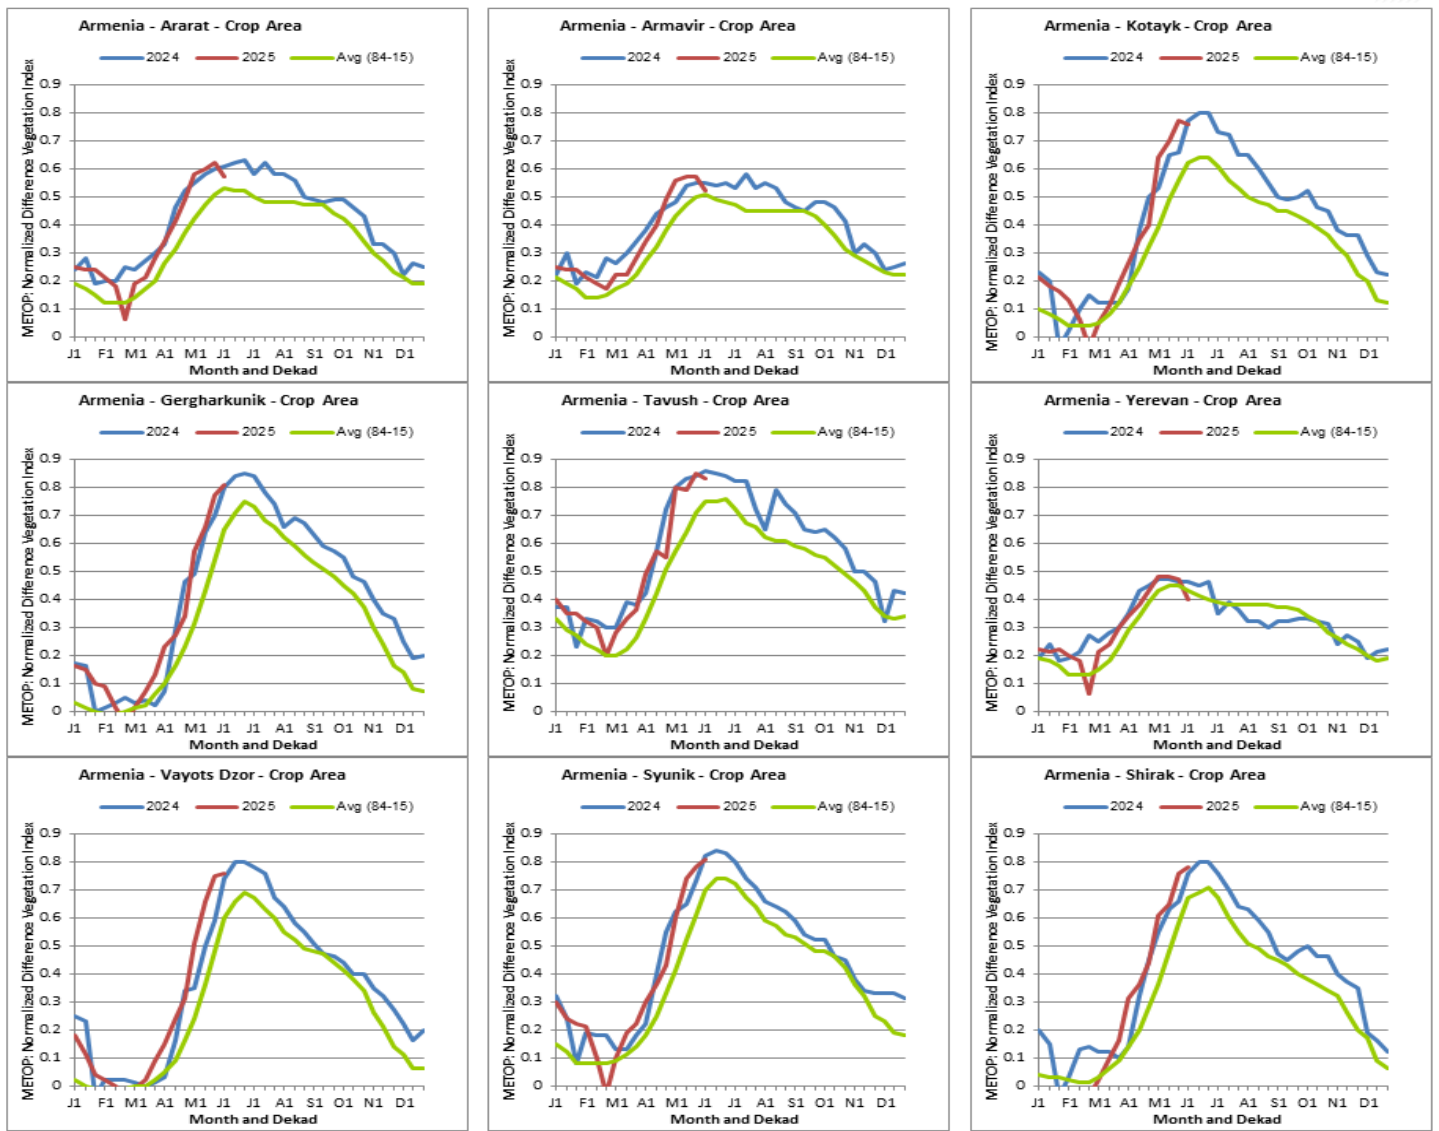 Armenia - Ararat - Crop Area
2024 2025 Avg (84-15)
METOP: Normalized Difference Vegetation Index
0.9
0.8
0.7
0.6
0.5
0.4
0.3
0.2
0.1
0
J1 F1 M1 A1 M1 J1 J1 A1 S1 O1 N1 D1
Month and Dekad
Armenia - Armavir - Crop Area
2024 2025 Avg (84-15)
METOP: Normalized Difference Vegetation Index
0.9
0.8
0.7
0.6
0.5
0.4
0.3
0.2
0.1
0
J1 F1 M1 A1 M1 J1 J1 A1 S1 O1 N1 D1
Month and Dekad
Armenia - Kotayk - Crop Area
2024 2025 Avg (84-15)
METOP: Normalized Difference Vegetation Index
0.9
0.8
0.7
0.6
0.5
0.4
0.3
0.2
0.1
0
J1 F1 M1 A1 M1 J1 J1 A1 S1 O1 N1 D1
Month and Dekad
Armenia - Gergharkunik - Crop Area
2024 2025 Avg (84-15)
METOP: Normalized Difference Vegetation Index
0.9
0.8
0.7
0.6
0.5
0.4
0.3
0.2
0.1
0
J1 F1 M1 A1 M1 J1 J1 A1 S1 O1 N1 D1
Month and Dekad
Armenia - Tavush - Crop Area
2024 2025 Avg (84-15)
METOP: Normalized Difference Vegetation Index
0.9
0.8
0.7
0.6
0.5
0.4
0.3
0.2
0.1
0
J1 F1 M1 A1 M1 J1 J1 A1 S1 O1 N1 D1
Month and Dekad
Armenia - Yerevan - Crop Area
2024 2025 Avg (84-15)
METOP: Normalized Difference Vegetation Index
0.9
0.8
0.7
0.6
0.5
0.4
0.3
0.2
0.1
0
J1 F1 M1 A1 M1 J1 J1 A1 S1 O1 N1 D1
Month and Dekad
Armenia - Vayots Dzor - Crop Area
2024 2025 Avg (84-15)
METOP: Normalized Difference Vegetation Index
0.9
0.8
0.7
0.6
0.5
0.4
0.3
0.2
0.1
0
J1 F1 M1 A1 M1 J1 J1 A1 S1 O1 N1 D1
Month and Dekad
Armenia - Syunik - Crop Area
2024 2025 Avg (84-15)
METOP: Normalized Difference Vegetation Index
0.9
0.8
0.7
0.6
0.5
0.4
0.3
0.2
0.1
0
J1 F1 M1 A1 M1 J1 J1 A1 S1 O1 N1 D1
Month and Dekad
Armenia - Shirak - Crop Area
2024 2025 Avg (84-15)
METOP: Normalized Difference Vegetation Index
0.9
0.8
0.7
0.6
0.5
0.4
0.3
0.2
0.1
0
J1 F1 M1 A1 M1 J1 J1 A1 S1 O1 N1 D1
Month and Dekad